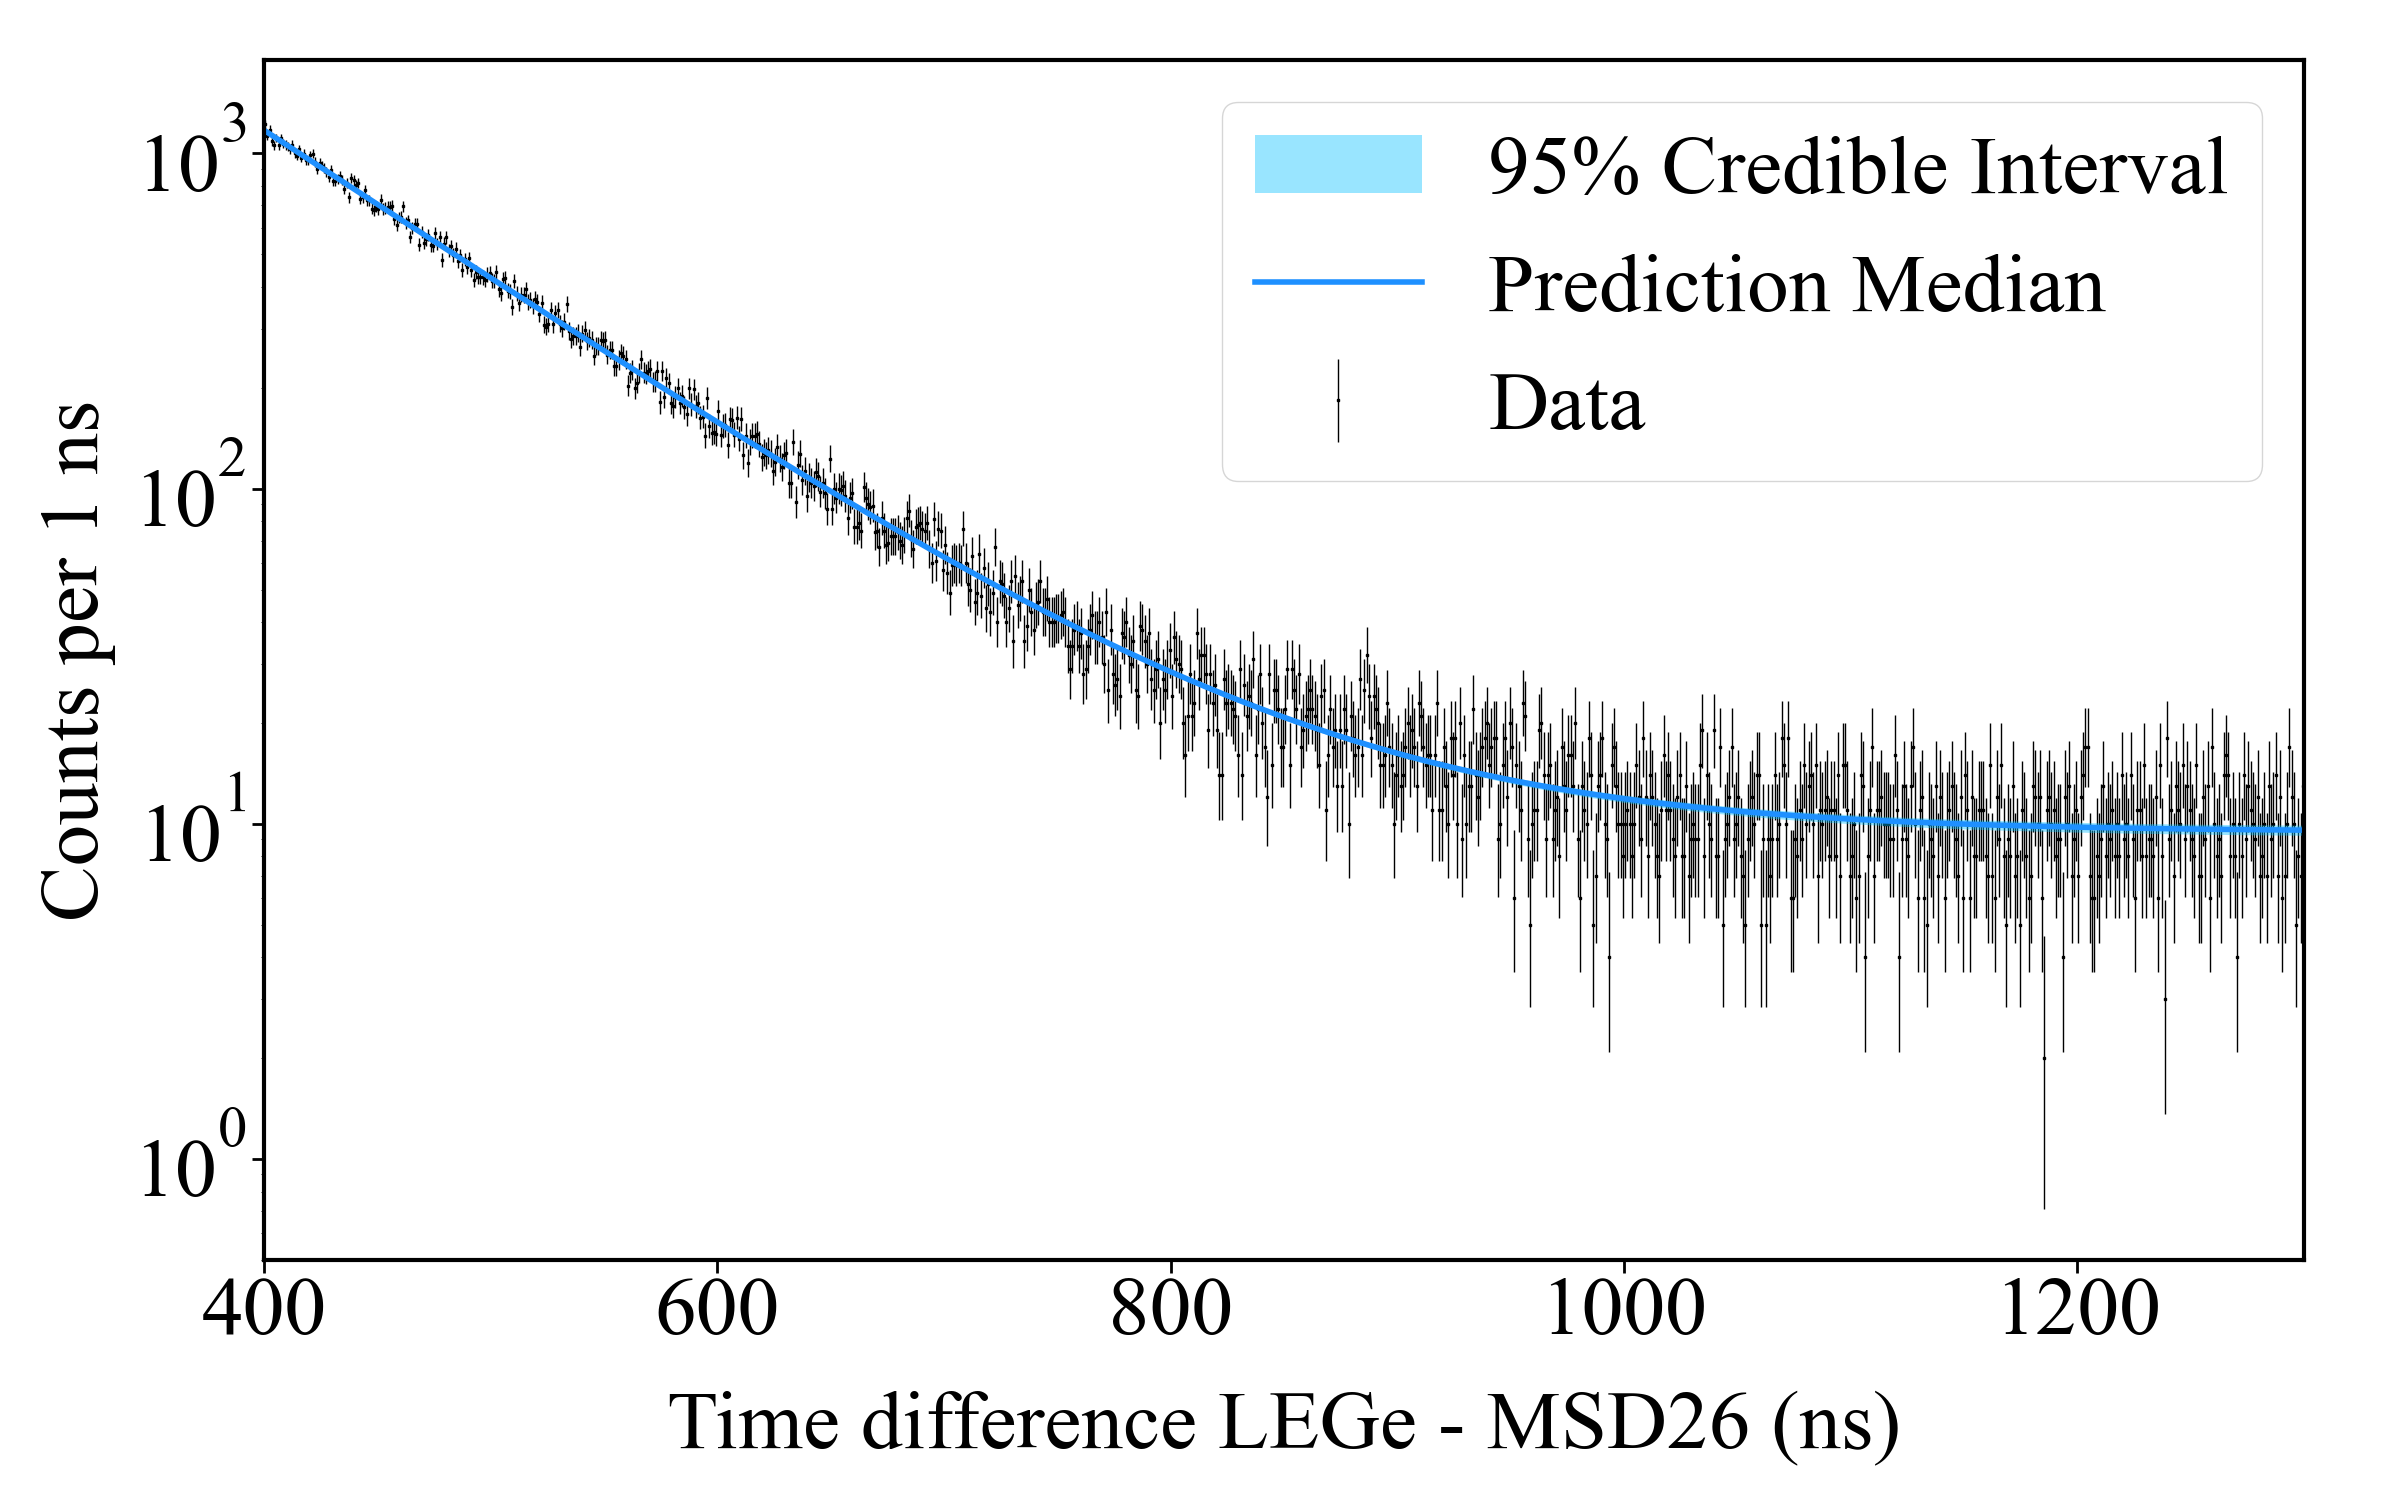 95% Credible Interval
Prediction Median
Data
Counts per 1 ns
10^3
10^2
10^1
10^0
400 600 800 1000 1200
Time difference LEGe - MSD26 (ns)